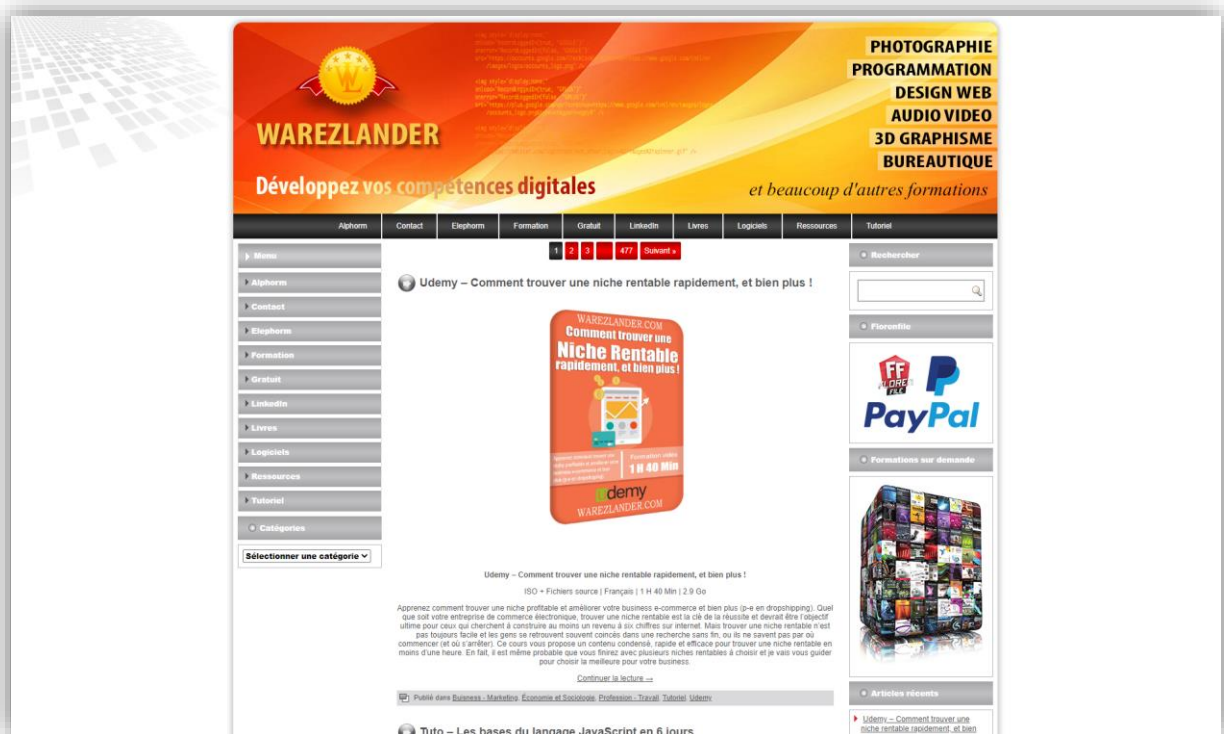 PHOTOGRAPHIE
PROGRAMMATION
DESIGN WEB
AUDIO VIDEO
3D GRAPHISME
BUREAUTIQUE
WL
WAREZLANDER
Développez vos compétences digitales
et beaucoup d'autres formations
Alphorm Contact Elephorm Formation Gratuit LinkedIn Livres Logiciels Ressources Tutoriel
Menu
Alphorm
Contact
Elephorm
Formation
Gratuit
LinkedIn
Livres
Logiciels
Ressources
Tutoriel
Catégories
Sélectionner une catégorie
1 2 3 ... 477 Suivant »
Udemy – Comment trouver une niche rentable rapidement, et bien plus !
WAREZLANDER.COM
Comment trouver une
Niche Rentable
rapidement, et bien plus !
Formation vidéo
1 H 40 Min
udemy
WAREZLANDER.COM
Udemy – Comment trouver une niche rentable rapidement, et bien plus !
ISO + Fichiers source | Français | 1 H 40 Min | 2.9 Go
Apprenez comment trouver une niche profitable et améliorer votre business e-commerce et bien plus (p-e en dropshipping). Quel
que soit votre entreprise de commerce électronique, trouver une niche rentable est la clé de la réussite et devrait être l'objectif
ultime pour ceux qui cherchent à construire au moins un revenu à six chiffres sur internet. Mais trouver une niche rentable n'est
pas toujours facile et les gens se retrouvent souvent coincés dans une recherche sans fin, ou ils ne savent pas par où
commencer (et où s'arrêter). Ce cours vous propose un contenu condensé, rapide et efficace pour trouver une niche rentable en
moins d'une heure. En fait, il est même probable que vous finirez avec plusieurs niches rentables à choisir et je vais vous guider
pour choisir la meilleure pour votre business.
Continuer la lecture →
Publié dans Buisness - Marketing, Économie et Sociologie, Profession - Travail, Tutoriel, Udemy
Tuto – Les bases du langage JavaScript en 6 jours
Rechercher
Florenfile
FF
FLOREN
FILE
PayPal
Formations sur demande
Articles récents
Udemy – Comment trouver une
niche rentable rapidement, et bien